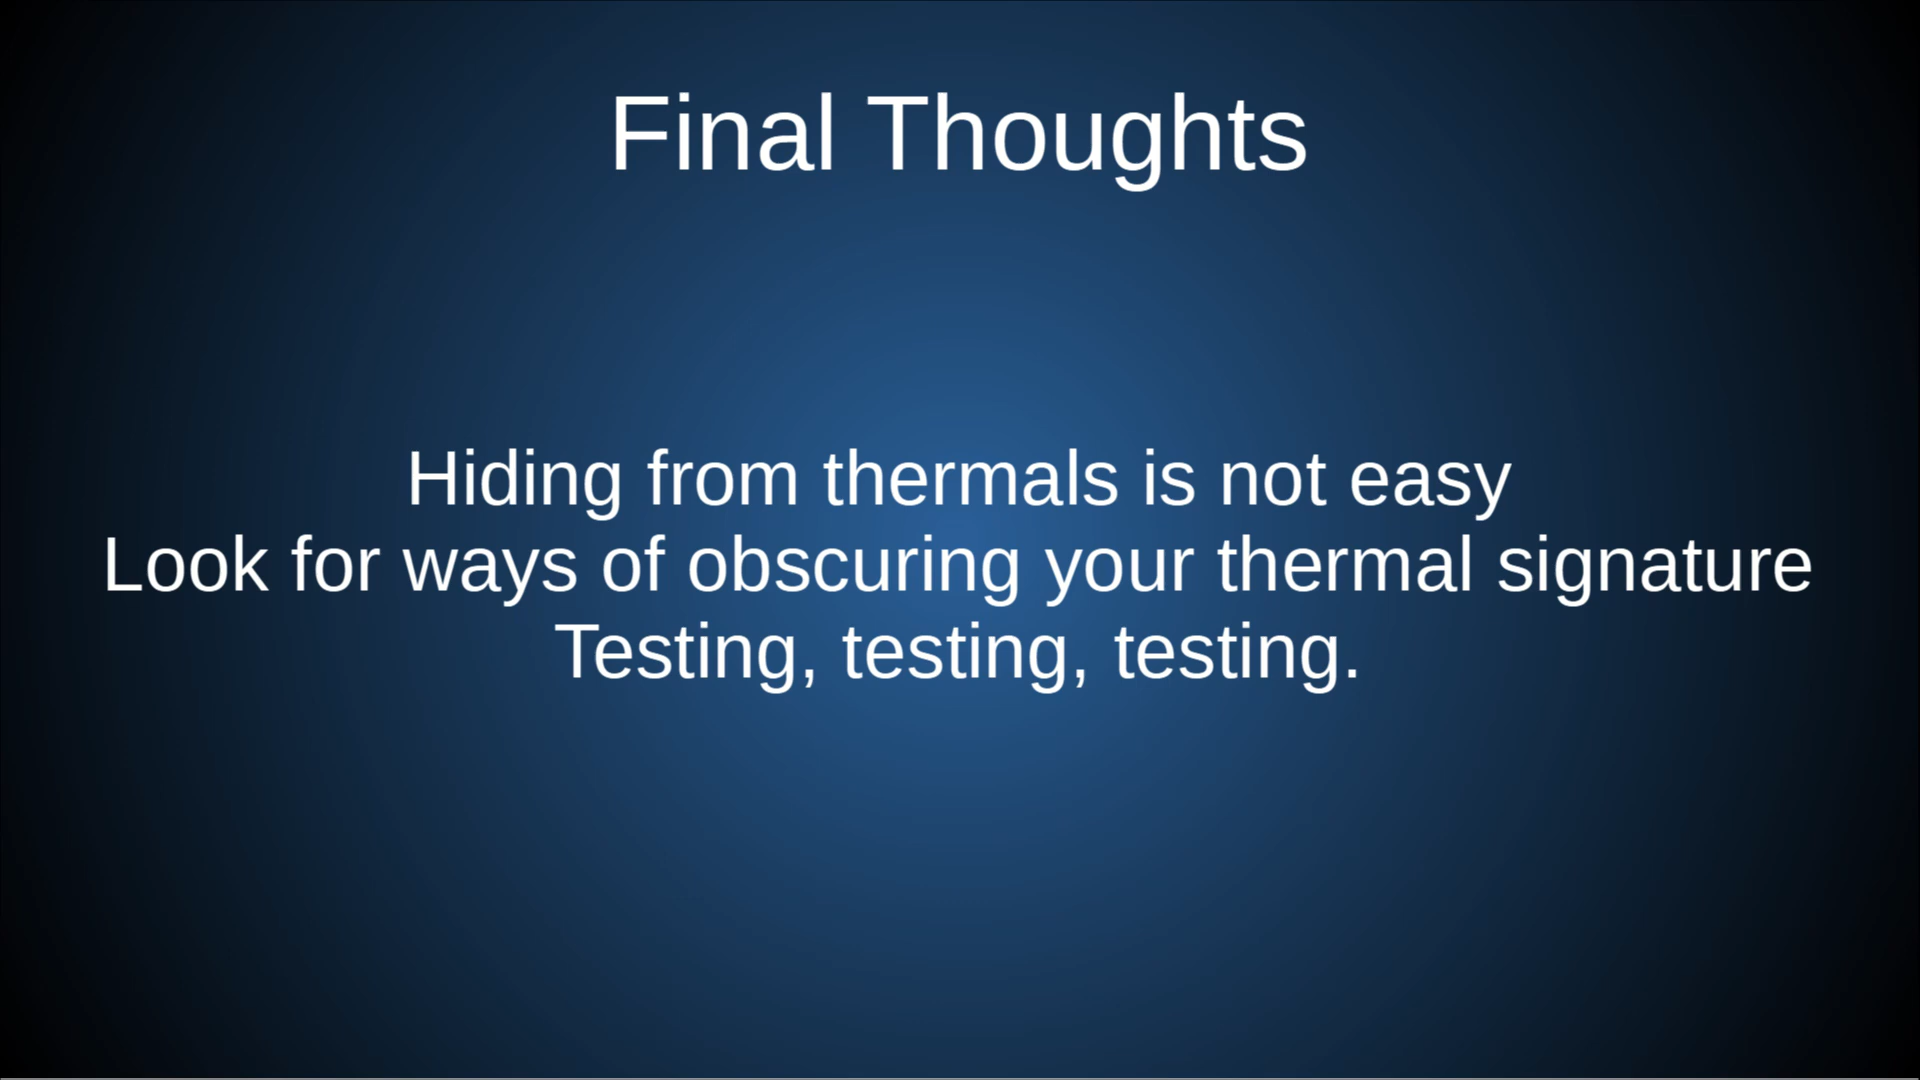 Final Thoughts
Hiding from thermals is not easy
Look for ways of obscuring your thermal signature
Testing, testing, testing.